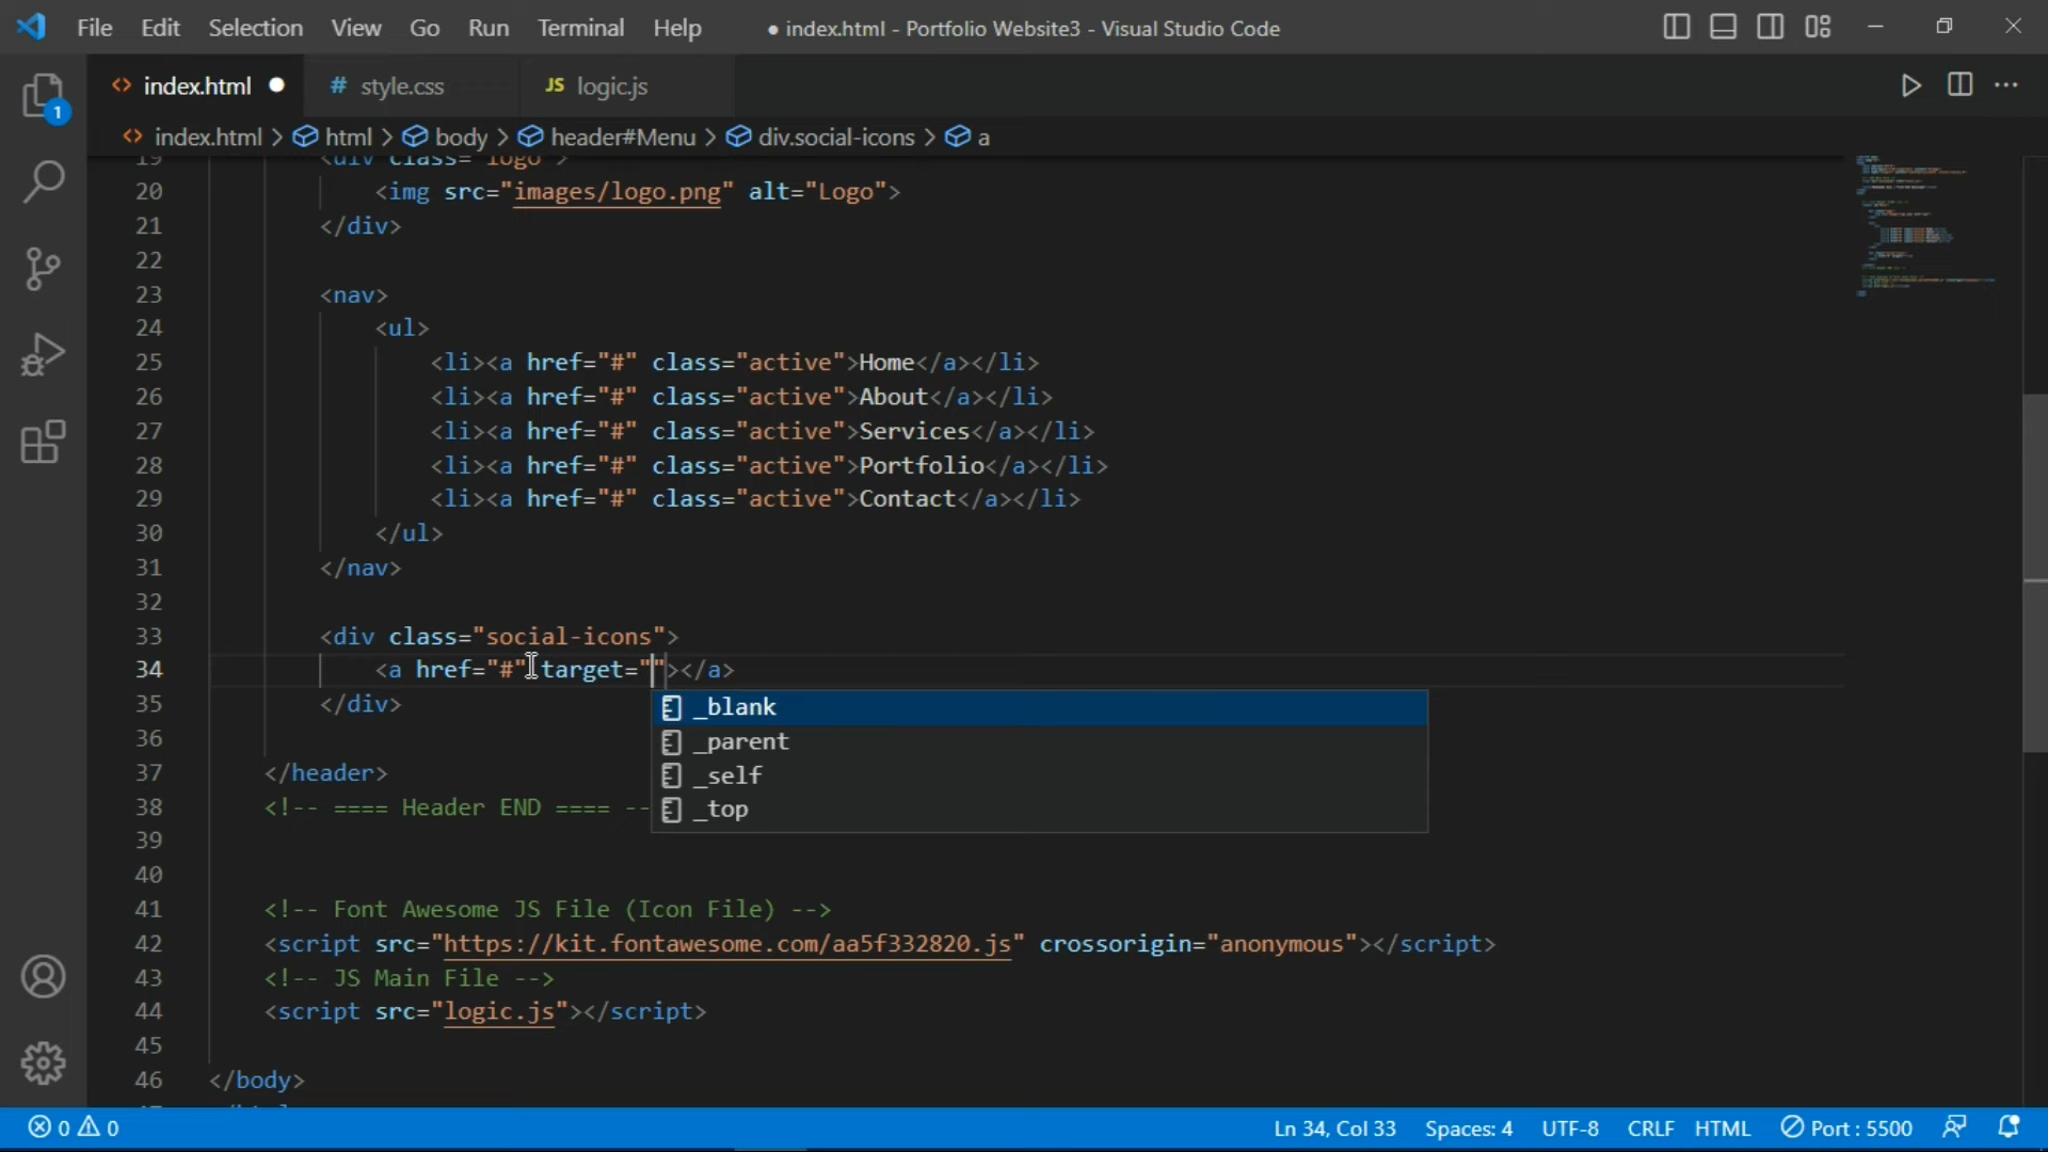 File Edit Selection View Go Run Terminal Help ● index.html - Portfolio Website3 - Visual Studio Code
<> index.html ● # style.css JS logic.js
<> index.html > html > body > header#Menu > div.social-icons > a
1
19 <div class="logo">
20 <img src="images/logo.png" alt="Logo">
21 </div>
22
23 <nav>
24 <ul>
25 <li><a href="#" class="active">Home</a></li>
26 <li><a href="#" class="active">About</a></li>
27 <li><a href="#" class="active">Services</a></li>
28 <li><a href="#" class="active">Portfolio</a></li>
29 <li><a href="#" class="active">Contact</a></li>
30 </ul>
31 </nav>
32
33 <div class="social-icons">
34 <a href="#" target=""></a>
35 </div>
_blank
36
_parent
37 </header>
_self
38 <!-- ==== Header END ==== --
_top
39
40
41 <!-- Font Awesome JS File (Icon File) -->
42 <script src="https://kit.fontawesome.com/aa5f332820.js" crossorigin="anonymous"></script>
43 <!-- JS Main File -->
44 <script src="logic.js"></script>
45
46 </body>
0 0 Ln 34, Col 33 Spaces: 4 UTF-8 CRLF HTML Port : 5500